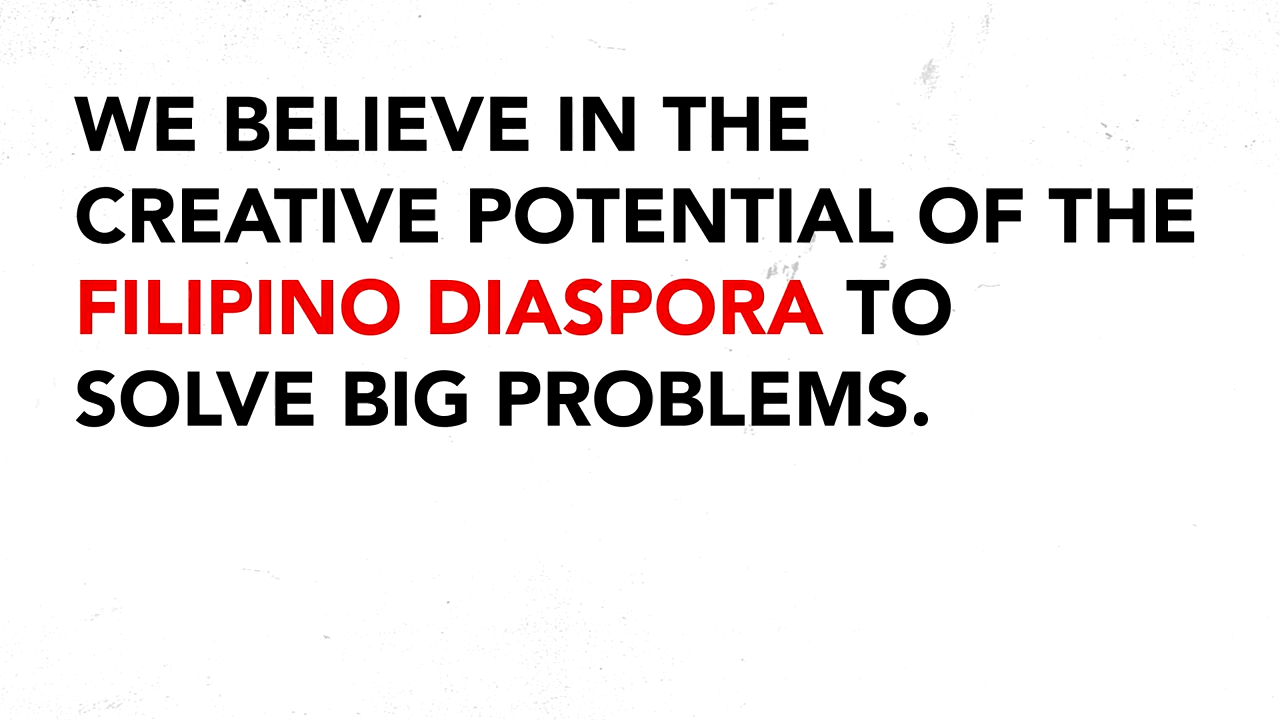 WE BELIEVE IN THE
CREATIVE POTENTIAL OF THE
FILIPINO DIASPORA TO
SOLVE BIG PROBLEMS.